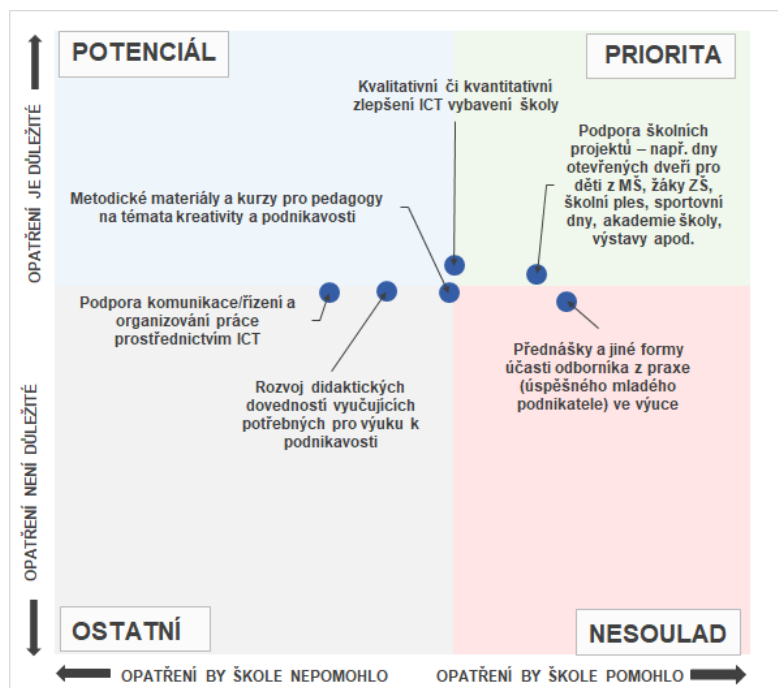 POTENCIÁL
PRIORITA
Kvalitativní či kvantitativní
zlepšení ICT vybavení školy
Podpora školních
projektů – např. dny
otevřených dveří pro
děti z MŠ, žáky ZŠ,
školní ples, sportovní
dny, akademie školy,
výstavy apod.
Metodické materiály a kurzy pro pedagogy
na témata kreativity a podnikavosti
Podpora komunikace/řízení a
organizování práce
prostřednictvím ICT
Rozvoj didaktických
dovedností vyučujících
potřebných pro výuku k
podnikavosti
Přednášky a jiné formy
účasti odborníka z praxe
(úspěšného mladého
podnikatele) ve výuce
OPATŘENÍ JE DŮLEŽITÉ
OPATŘENÍ NENÍ DŮLEŽITÉ
OSTATNÍ
NESOULAD
OPATŘENÍ BY ŠKOLE NEPOMOHLO
OPATŘENÍ BY ŠKOLE POMOHLO